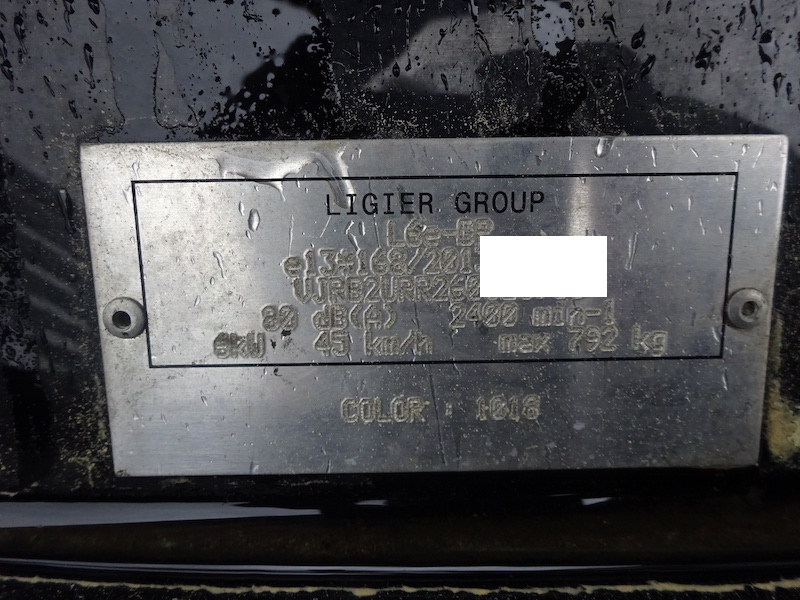 LIGIER GROUP
L6e-BP
e13*168/201
VJRB2URR260
80 dB(A) 2400 min-1
6kW 45 km/h max 792 kg
COLOR : 1018